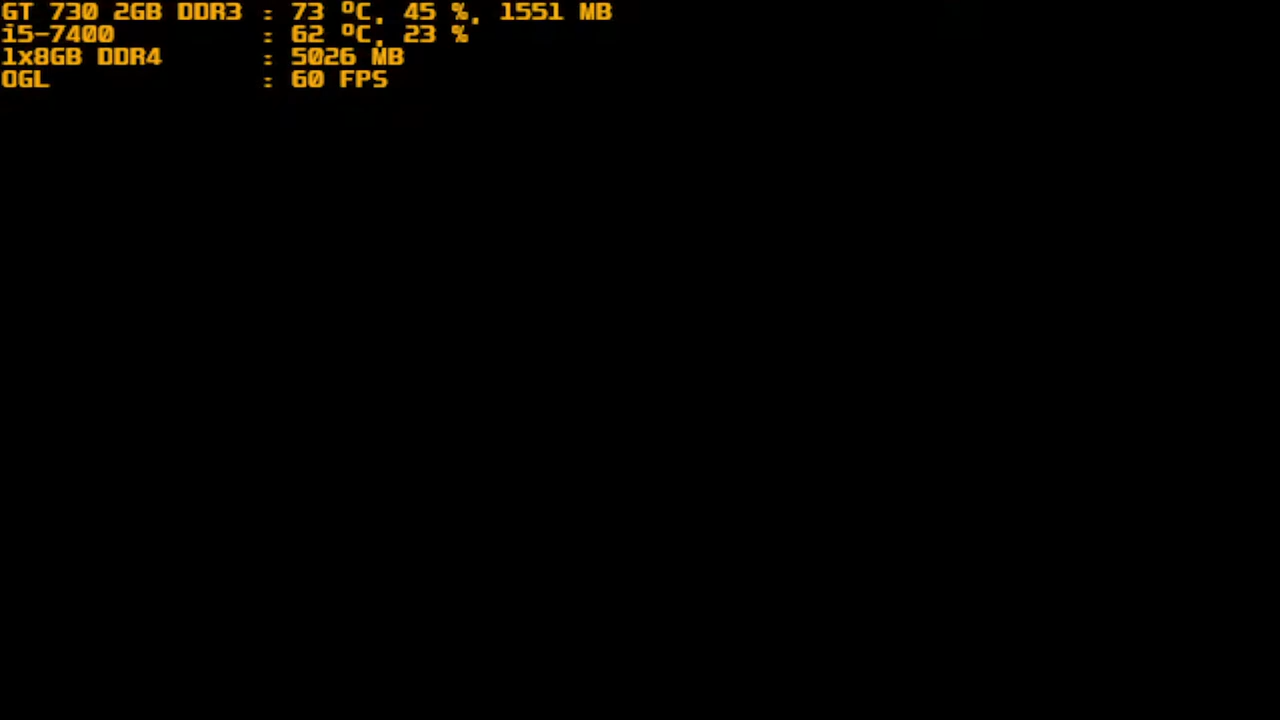 GT 730 2GB DDR3 : 73 ºC, 45 %, 1551 MB
i5-7400 : 62 ºC, 23 %
1x8GB DDR4 : 5026 MB
OGL : 60 FPS